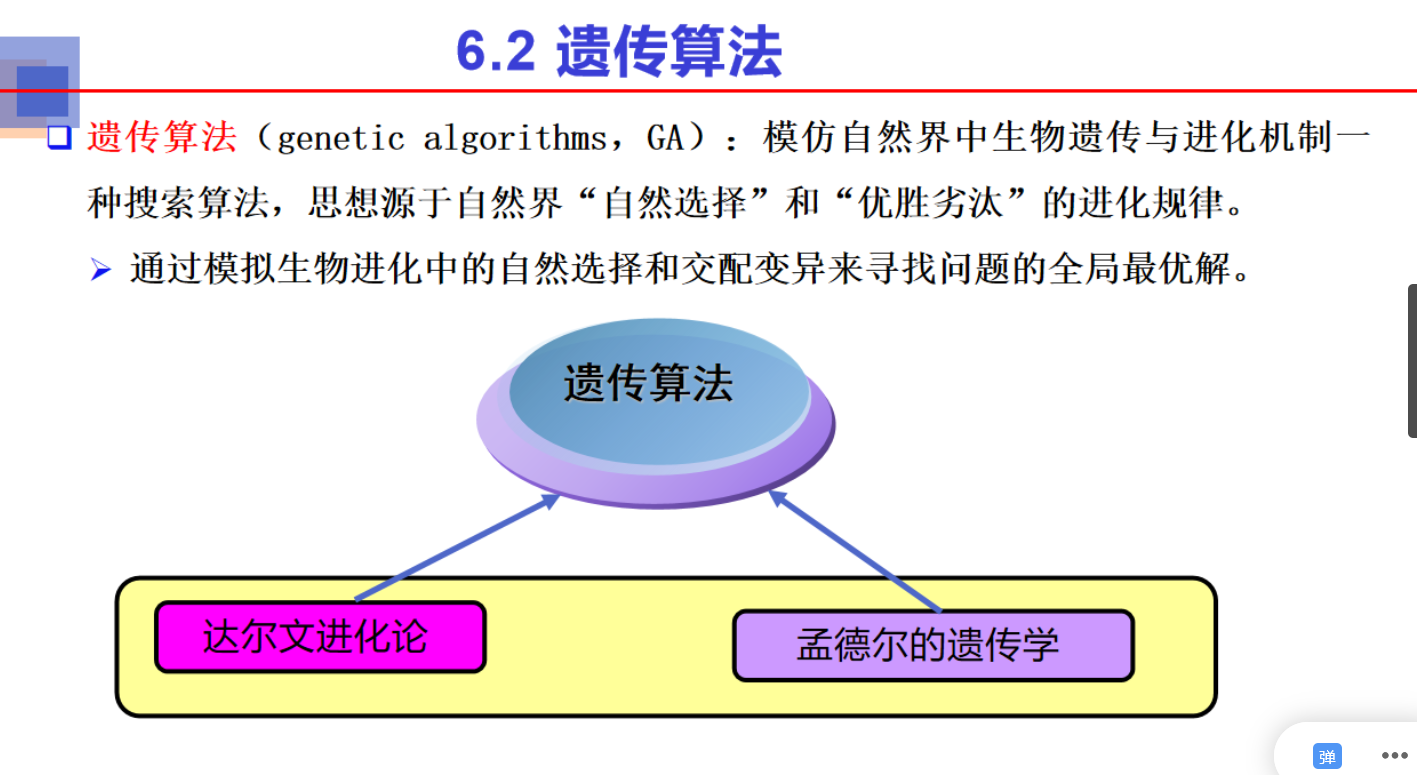 6.2 遗传算法
遗传算法（genetic algorithms，GA）：模仿自然界中生物遗传与进化机制一
种搜索算法，思想源于自然界“自然选择”和“优胜劣汰”的进化规律。
通过模拟生物进化中的自然选择和交配变异来寻找问题的全局最优解。
遗传算法
达尔文进化论
孟德尔的遗传学
弹